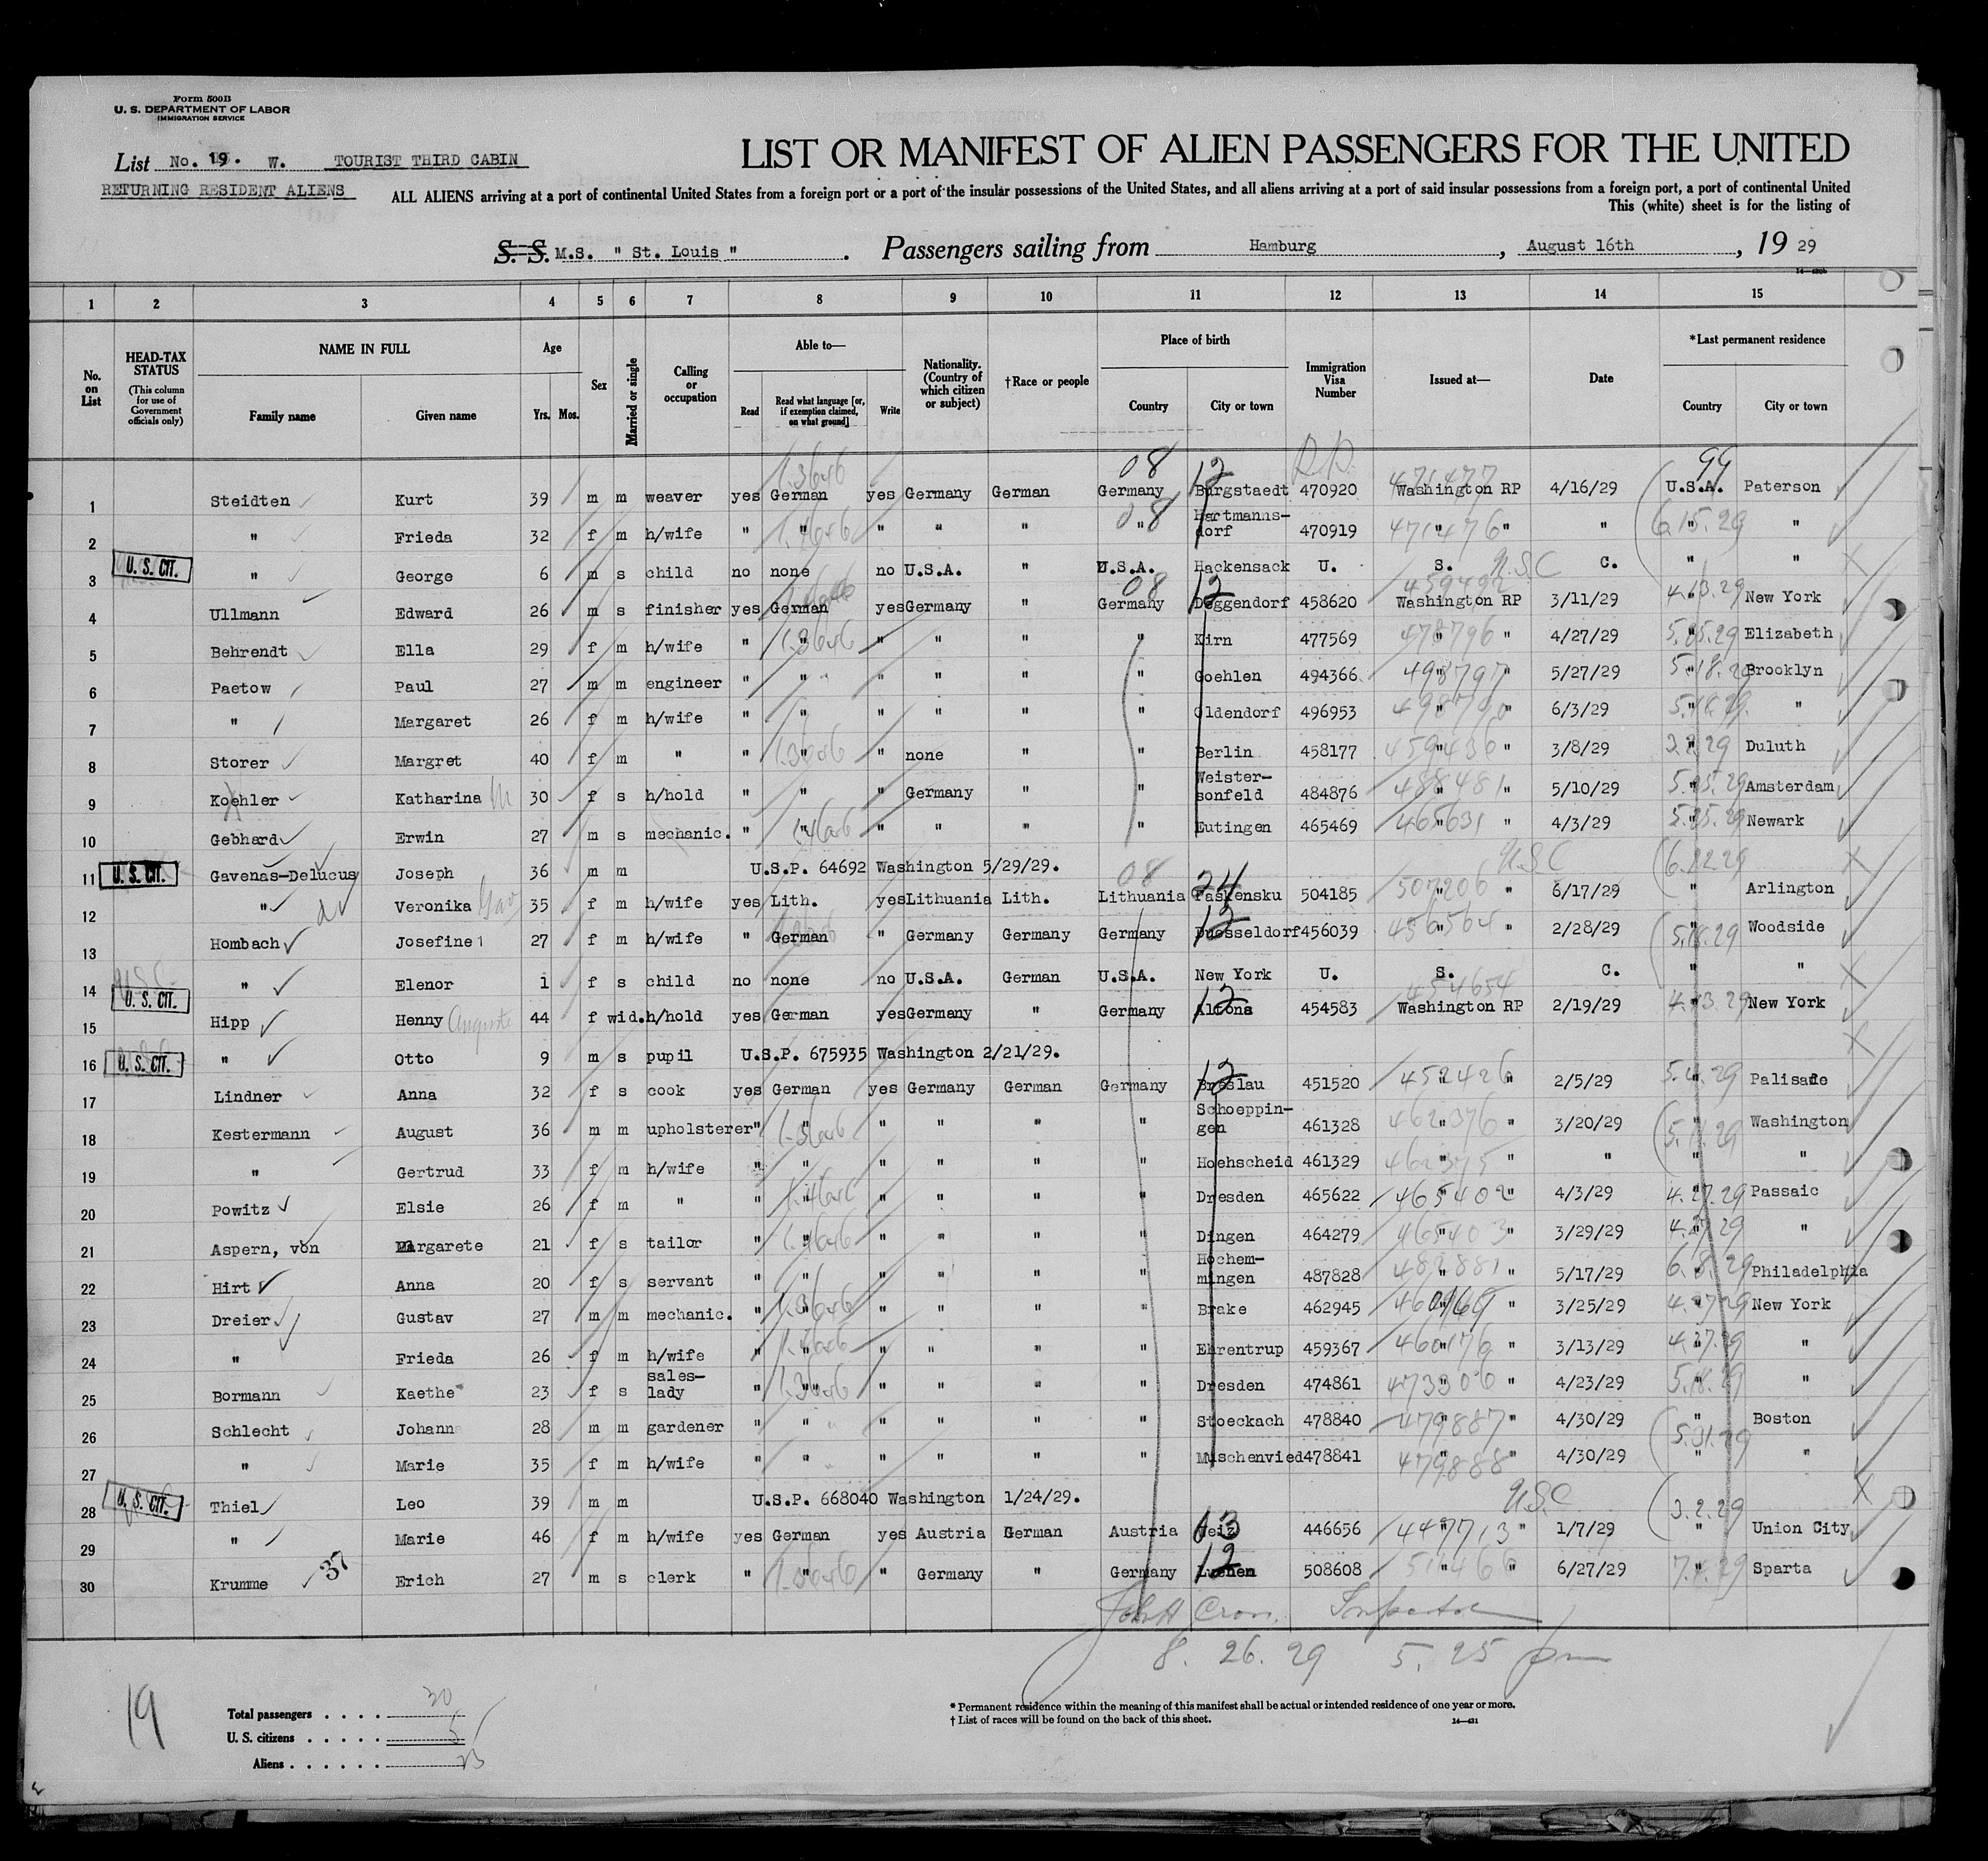 Form 500B
U. S. DEPARTMENT OF LABOR
IMMIGRATION SERVICE
List No. 19. W. TOURIST THIRD CABIN
RETURNING RESIDENT ALIENS
LIST OR MANIFEST OF ALIEN PASSENGERS FOR THE UNITED
ALL ALIENS arriving at a port of continental United States from a foreign port or a port of the insular possessions of the United States, and all aliens arriving at a port of said insular possessions from a foreign port, a port of continental United
This (white) sheet is for the listing of
S. S. M.S. " St. Louis " . Passengers sailing from Hamburg , August 16th , 19 29
1 2 3 4 5 6 7 8 9 10 11 12 13 14 15
No. on List
HEAD-TAX STATUS (This column for use of Government officials only)
NAME IN FULL Family name Given name
Age Yrs. Mos.
Sex
Married or single
Calling or occupation
Able to— Read Read what language [or, if exemption claimed, on what ground] Write
Nationality. (Country of which citizen or subject)
†Race or people
Place of birth Country City or town
Immigration Visa Number
Issued at—
Date
*Last permanent residence Country City or town
1 Steidten Kurt 39 m m weaver yes German yes Germany German Germany Burgstaedt 470920 Washington RP 4/16/29 U.S.A. Paterson
2 " Frieda 32 f m h/wife " " " " " " Hartmanns-dorf 470919 " " " " "
3 U. S. CIT. " George 6 m s child no none no U.S.A. " U.S.A. Hackensack U. S. C. " "
4 Ullmann Edward 26 m s finisher yes German yes Germany " Germany Deggendorf 458620 Washington RP 3/11/29 " New York
5 Behrendt Ella 29 f m h/wife " " " " " " Kirn 477569 " " 4/27/29 " Elizabeth
6 Paetow Paul 27 m m engineer " " " " " " Goehlen 494366 " " 5/27/29 " Brooklyn
7 " Margaret 26 f m h/wife " " " " " " Oldendorf 496953 " " 6/3/29 " "
8 Storer Margret 40 f m " " " " none " " Berlin 458177 " " 3/8/29 " Duluth
9 Koehler Katharina 30 f s h/hold " " " Germany " " Weister-sonfeld 484876 " " 5/10/29 " Amsterdam
10 Gebhard Erwin 27 m s mechanic. " " " " " " Eutingen 465469 " " 4/3/29 " Newark
11 U. S. CIT. Gavenas-Delucus Joseph 36 m m U.S.P. 64692 Washington 5/29/29. USC
12 " Veronika 35 f m h/wife yes Lith. yes Lithuania Lith. Lithuania Paskensku 504185 " " 6/17/29 " Arlington
13 Hombach Josefine 27 f m h/wife " German " Germany Germany Germany Duesseldorf 456039 " " 2/28/29 " Woodside
14 U. S. CIT. " Elenor 1 f s child no none no U.S.A. German U.S.A. New York U. S. C. " "
15 Hipp Henny Auguste 44 f wid. h/hold yes German yes Germany " Germany Altona 454583 Washington RP 2/19/29 New York
16 U. S. CIT. " Otto 9 m s pupil U.S.P. 675935 Washington 2/21/29.
17 Lindner Anna 32 f s cook yes German yes Germany German Germany Breslau 451520 " " 2/5/29 " Palisade
18 Kestermann August 36 m m upholsterer " " " " " " Schoeppin-gen 461328 " " 3/20/29 " Washington
19 " Gertrud 33 f m h/wife " " " " " " Hoehscheid 461329 " " " " "
20 Powitz Elsie 26 f m " " " " " " " Dresden 465622 " " 4/3/29 " Passaic
21 Aspern, von Margarete 21 f s tailor " " " " " " Dingen 464279 " " 3/29/29 " "
22 Hirt Anna 20 f s servant " " " " " " Hochem-mingen 487828 " " 5/17/29 " Philadelphia
23 Dreier Gustav 27 m m mechanic. " " " " " " Brake 462945 " " 3/25/29 " New York
24 " Frieda 26 f m h/wife " " " " " " Ehrentrup 459367 " " 3/13/29 " "
25 Bormann Kaethe 23 f s sales-lady " " " " " " Dresden 474861 " " 4/23/29 " "
26 Schlecht Johann 28 m m gardener " " " " " " Stoeckach 478840 " " 4/30/29 " Boston
27 " Marie 35 f m h/wife " " " " " " Muschenvied 478841 " 4/30/29 " "
28 U. S. CIT. Thiel Leo 39 m m U.S.P. 668040 Washington 1/24/29. USC 3.2.29
29 " Marie 46 f m h/wife yes German yes Austria German Austria 446656 " " 1/7/29 " Union City
30 Krumme 37 Erich 27 m s clerk " " " Germany " Germany 508608 " " 6/27/29 " Sparta
Inspector
8. 26. 29 5. 25 pm
19
Total passengers . . . . 30
U. S. citizens . . . . . 5
Aliens . . . . . .
* Permanent residence within the meaning of this manifest shall be actual or intended residence of one year or more.
† List of races will be found on the back of this sheet.
14—431